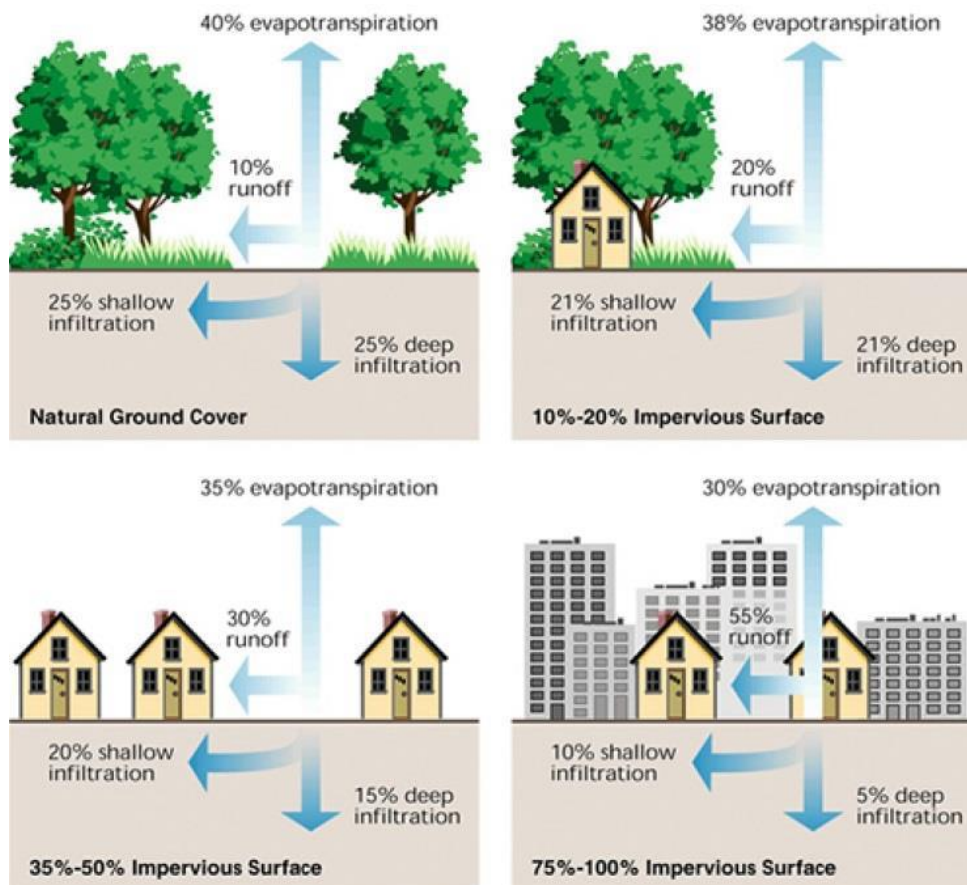 40% evapotranspiration
10%
runoff
25% shallow
infiltration
25% deep
infiltration
Natural Ground Cover
38% evapotranspiration
20%
runoff
21% shallow
infiltration
21% deep
infiltration
10%-20% Impervious Surface
35% evapotranspiration
30%
runoff
20% shallow
infiltration
15% deep
infiltration
35%-50% Impervious Surface
30% evapotranspiration
55%
runoff
10% shallow
infiltration
5% deep
infiltration
75%-100% Impervious Surface